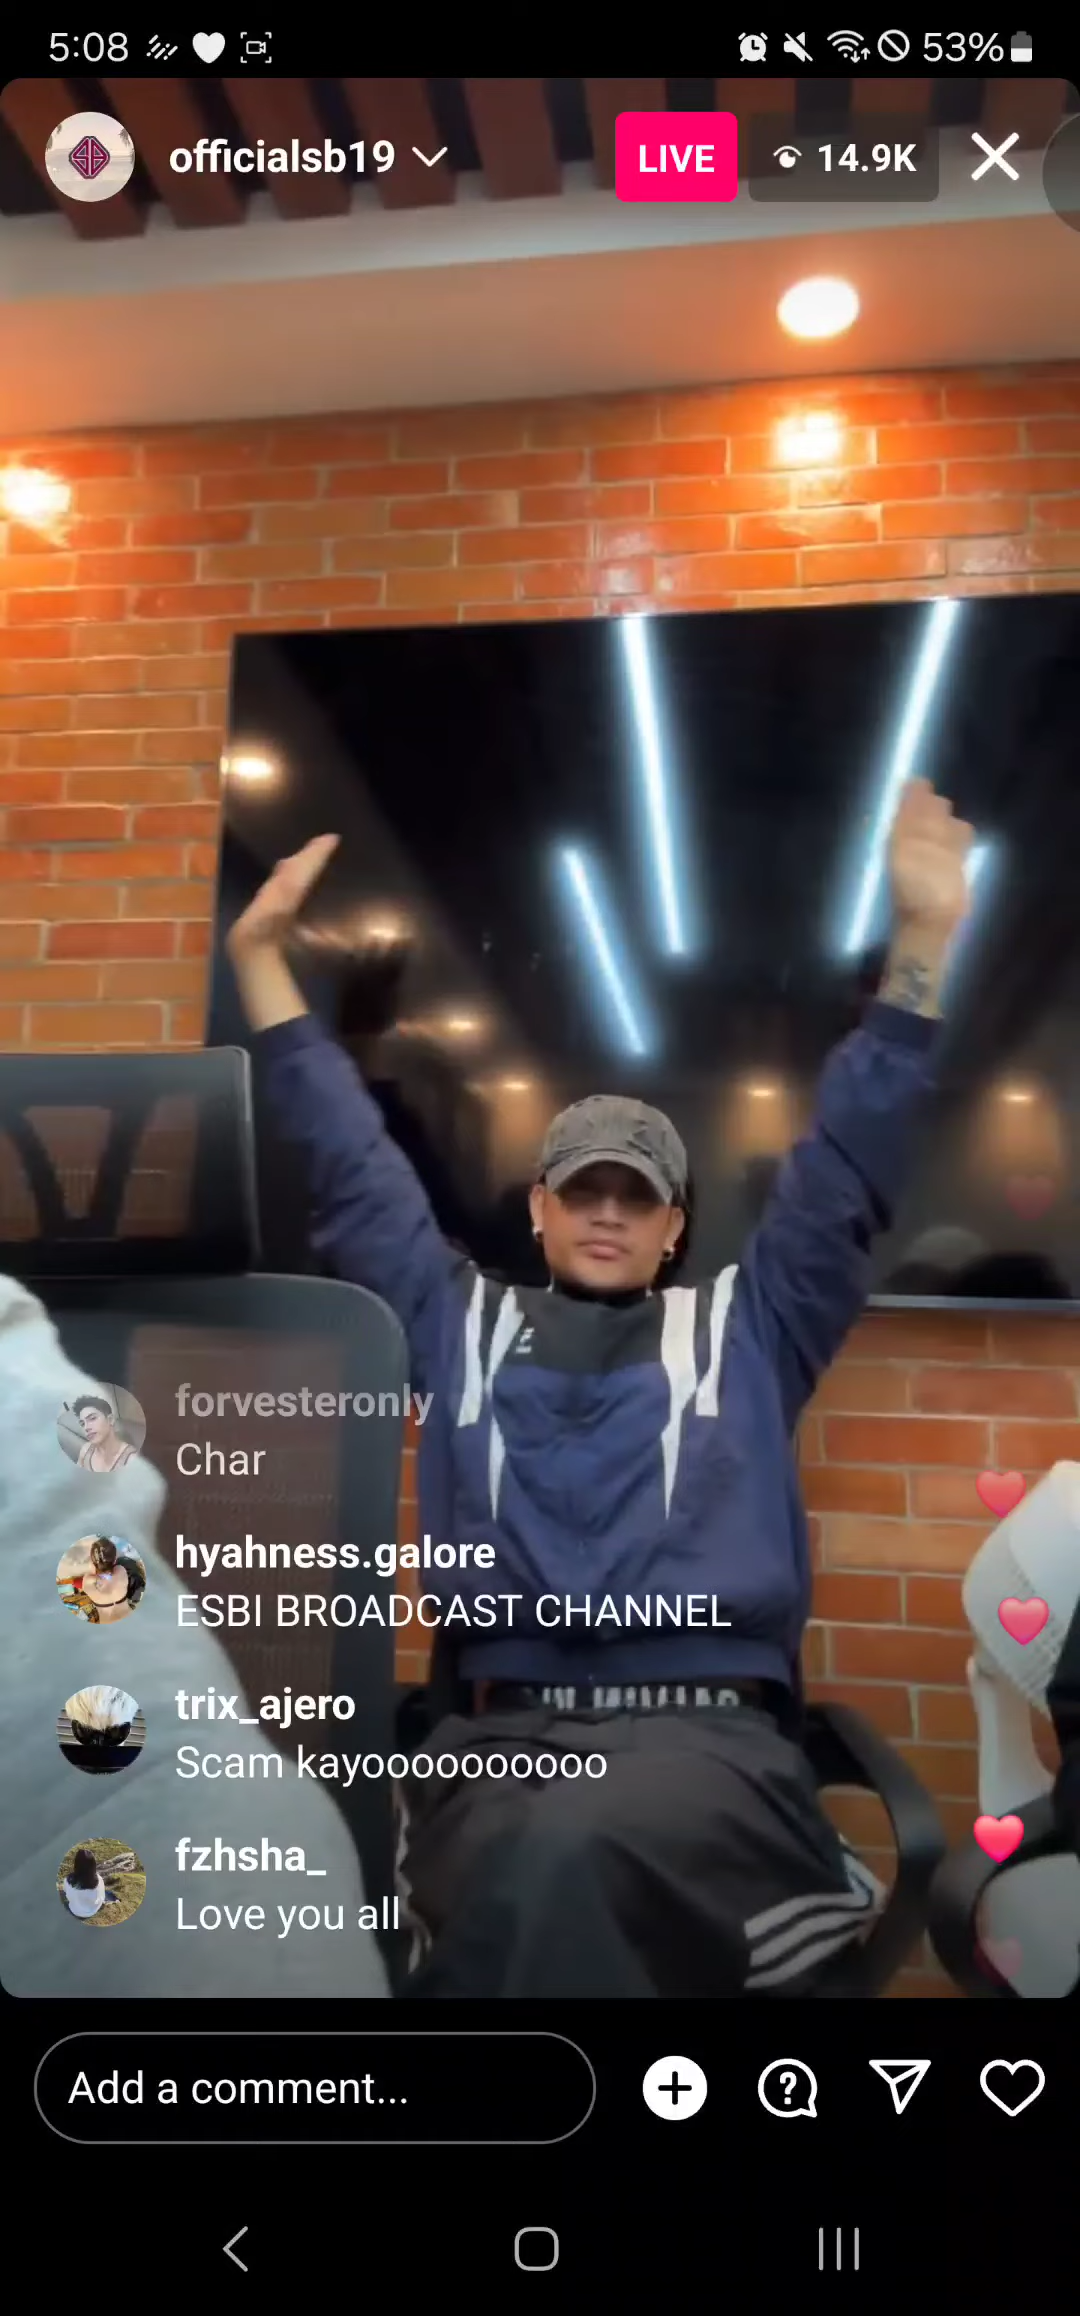 5:08
53%
officialsb19
LIVE
14.9K
forvesteronly
Char
hyahness.galore
ESBI BROADCAST CHANNEL
trix_ajero
Scam kayoooooooooo
fzhsha_
Love you all
Add a comment...